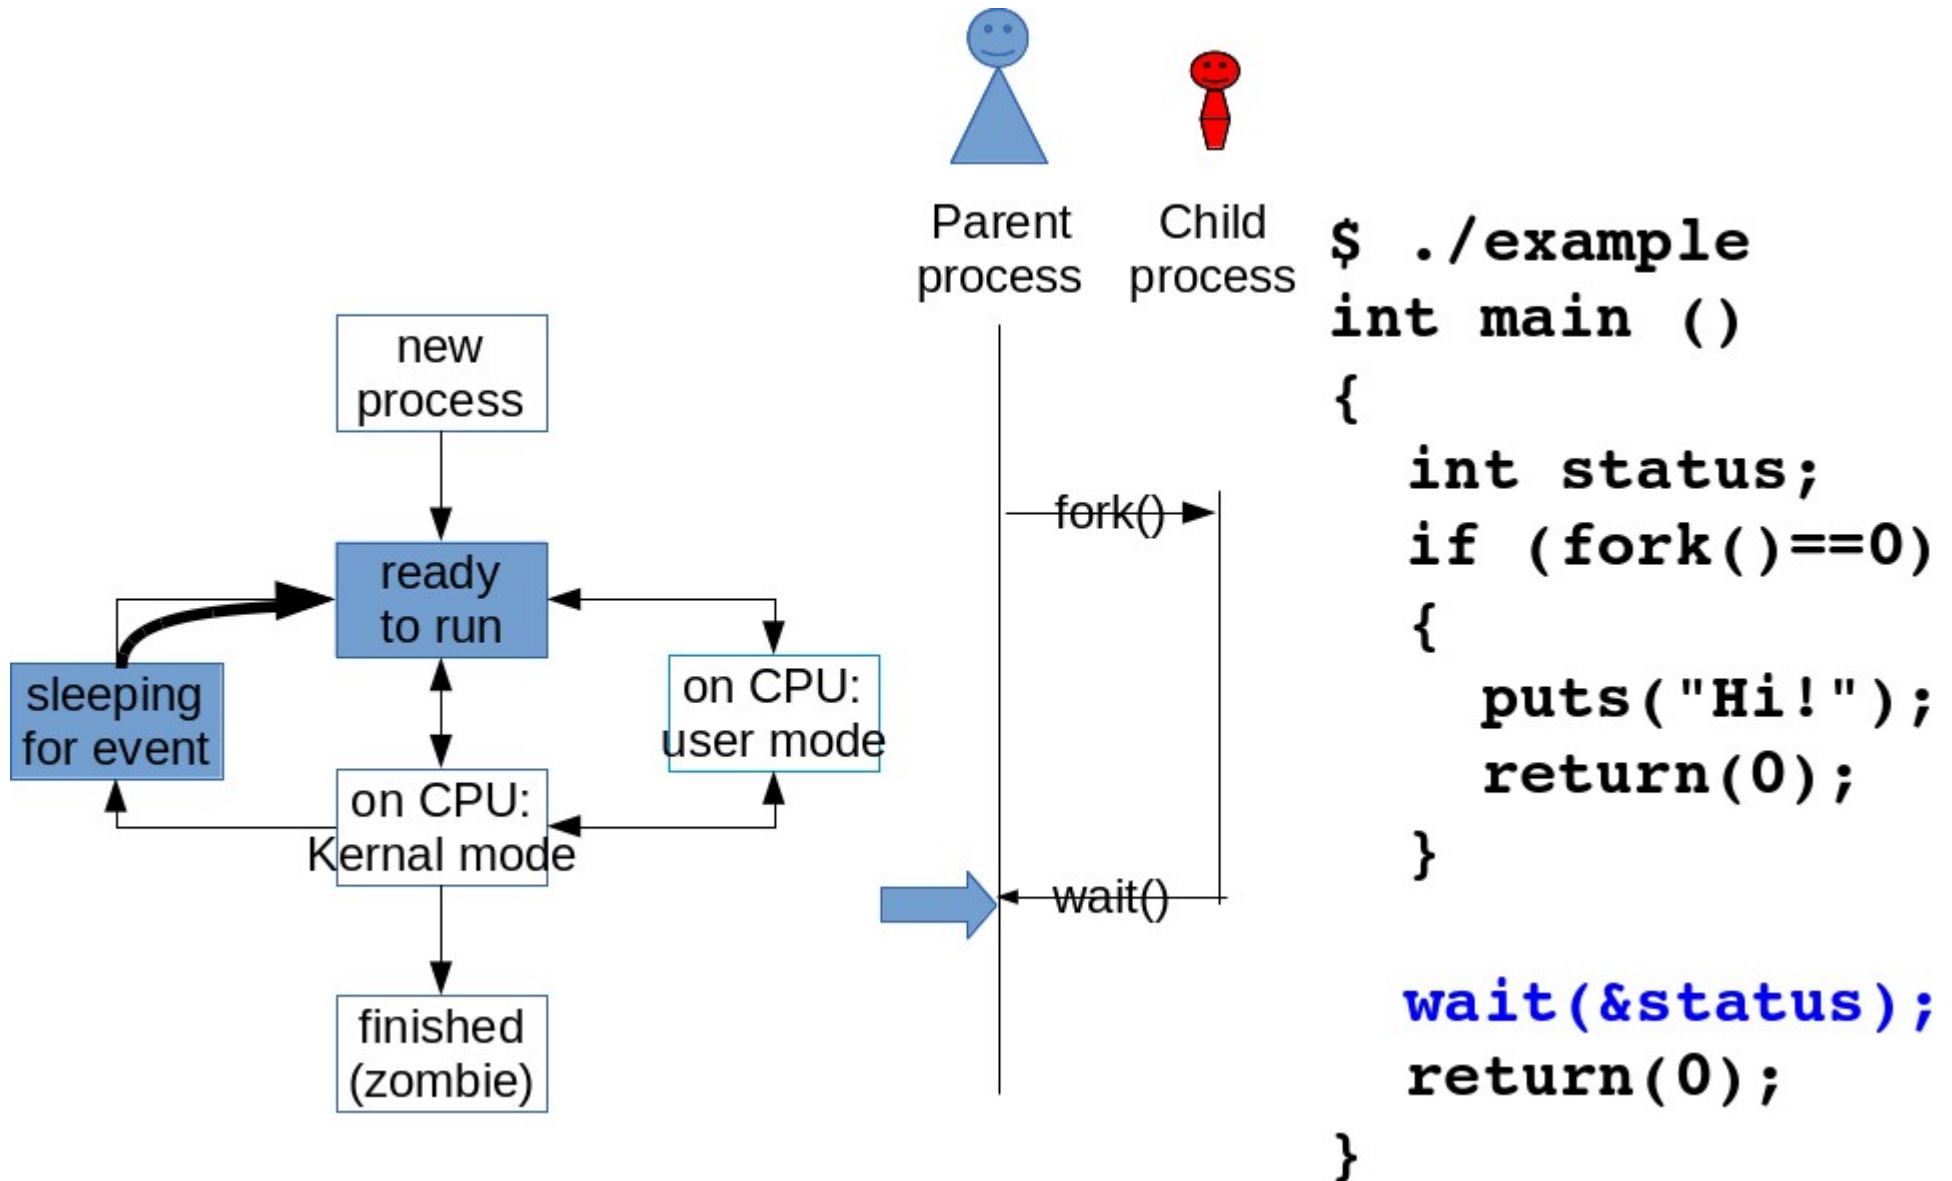 new
process
ready
to run
sleeping
for event
on CPU:
user mode
on CPU:
Kernal mode
finished
(zombie)
Parent
process
Child
process
fork()
wait()
$ ./example
int main ()
{
int status;
if (fork()==0)
{
puts("Hi!");
return(0);
}
wait(&status);
return(0);
}